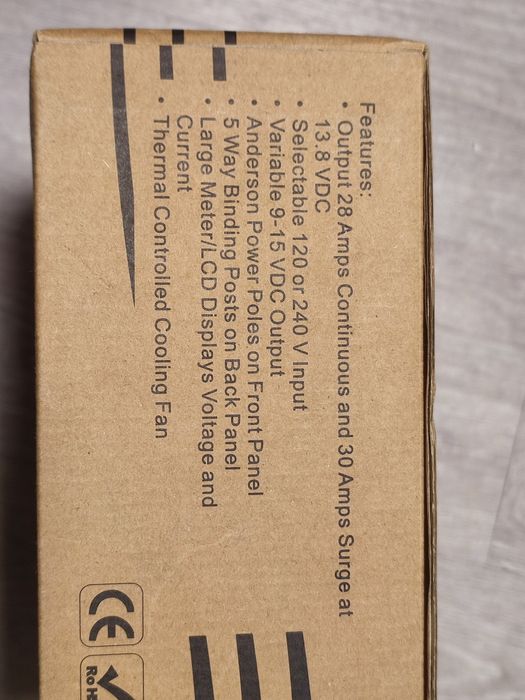 Features:
• Output 28 Amps Continuous and 30 Amps Surge at
13.8 VDC
• Selectable 120 or 240 V Input
• Variable 9-15 VDC Output
• Anderson Power Poles on Front Panel
• 5 Way Binding Posts on Back Panel
• Large Meter/LCD Displays Voltage and
Current
• Thermal Controlled Cooling Fan
CE
RoH